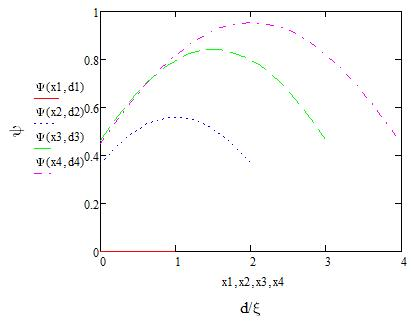 1
0.8
0.6
0.4
0.2
0
ψ
Ψ(x1,d1)
Ψ(x2,d2)
Ψ(x3,d3)
Ψ(x4,d4)
0 1 2 3 4
x1,x2,x3,x4
d/ξ